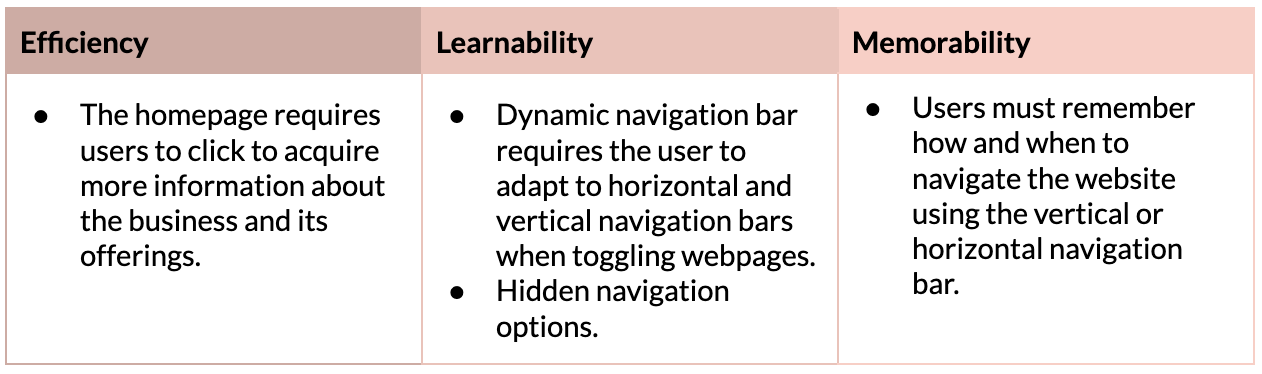 Efficiency
Learnability
Memorability
● The homepage requires
users to click to acquire
more information about
the business and its
offerings.
● Dynamic navigation bar
requires the user to
adapt to horizontal and
vertical navigation bars
when toggling webpages.
● Hidden navigation
options.
● Users must remember
how and when to
navigate the website
using the vertical or
horizontal navigation
bar.